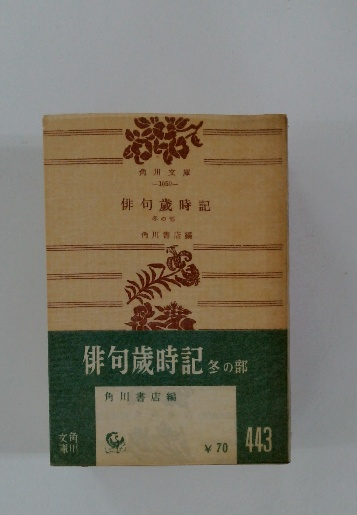 角川文庫
俳句歳時記
冬の部
角川書店編
俳句歳時記 冬の部
角川書店編
角川文庫
￥70
443